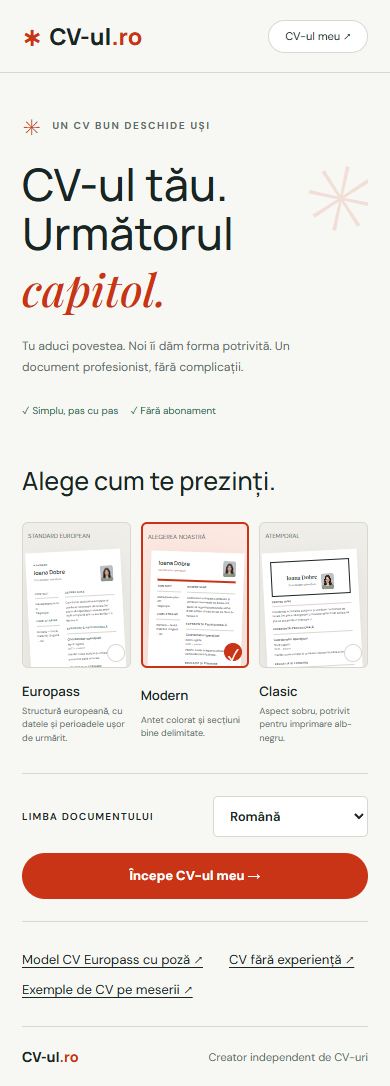 CV-ul.ro
CV-ul meu ↗
UN CV BUN DESCHIDE UȘI
CV-ul tău.
Următorul
capitol.
Tu aduci povestea. Noi îi dăm forma potrivită. Un
document profesionist, fără complicații.
✓ Simplu, pas cu pas ✓ Fără abonament
Alege cum te prezinți.
STANDARD EUROPEAN
Ioana Dobre
ALEGEREA NOASTRĂ
Ioana Dobre
ATEMPORAL
Ioana Dobre
Europass
Structură europeană, cu
datele și perioadele ușor
de urmărit.
Modern
Antet colorat și secțiuni
bine delimitate.
Clasic
Aspect sobru, potrivit
pentru imprimare alb-
negru.
LIMBA DOCUMENTULUI
Română
Începe CV-ul meu →
Model CV Europass cu poză ↗
CV fără experiență ↗
Exemple de CV pe meserii ↗
CV-ul.ro
Creator independent de CV-uri